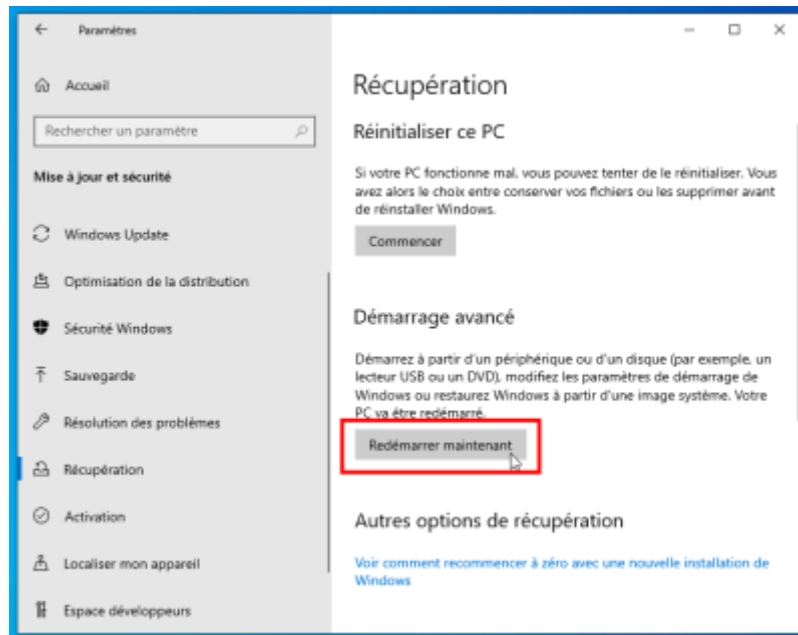 Paramètres
Accueil
Rechercher un paramètre
Mise à jour et sécurité
Windows Update
Optimisation de la distribution
Sécurité Windows
Sauvegarde
Résolution des problèmes
Récupération
Activation
Localiser mon appareil
Espace développeurs
Récupération
Réinitialiser ce PC
Si votre PC fonctionne mal, vous pouvez tenter de le réinitialiser. Vous
avez alors le choix entre conserver vos fichiers ou les supprimer avant
de réinstaller Windows.
Commencer
Démarrage avancé
Démarrez à partir d'un périphérique ou d'un disque (par exemple, un
lecteur USB ou un DVD), modifiez les paramètres de démarrage de
Windows ou restaurez Windows à partir d'une image système. Votre
PC va être redémarré.
Redémarrer maintenant
Autres options de récupération
Voir comment recommencer à zéro avec une nouvelle installation de
Windows